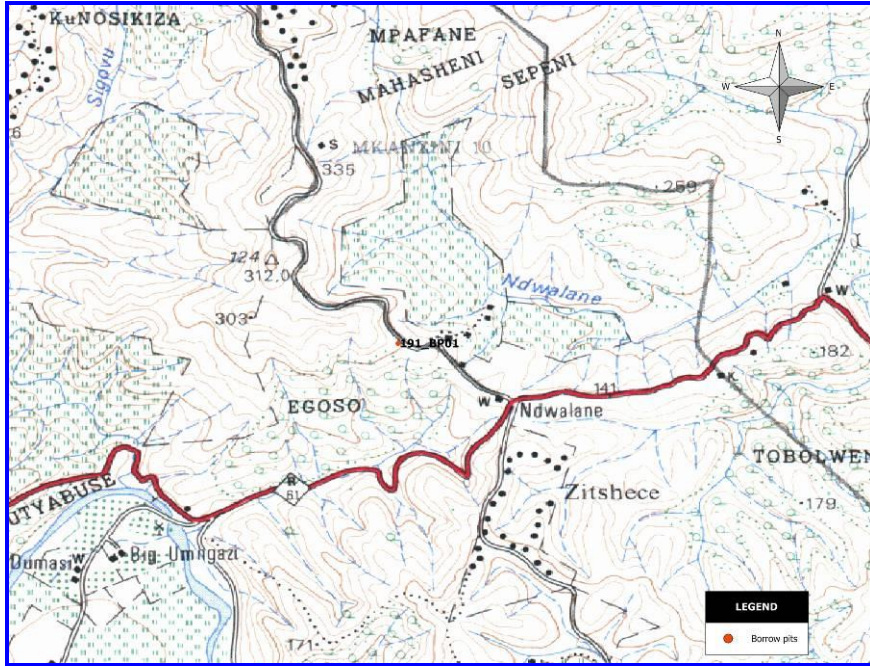 KuNOSIKIZA
MPAFANE
MAHASHENI
SEPENI
Sigovu
N
W
E
S
6
S
MKANZINI 10
335
259
124
312,0
Ndwalane
303
W
191_BP01
182
K
141
W
Ndwalane
EGOSO
TOBOLWEN
Zitshece
R
61
179
UTYABUSE
Dumasi
W
Big Umngazi
171
LEGEND
Borrow pits